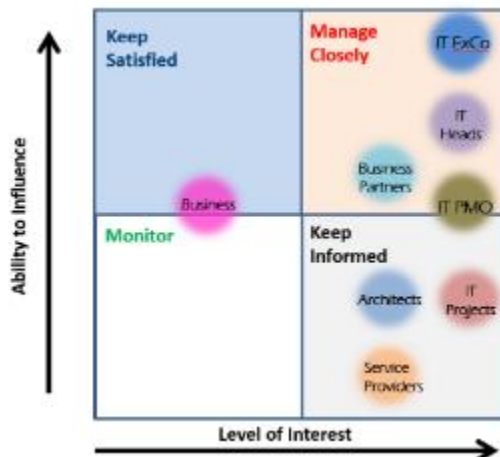 Keep
Satisfied
Manage
Closely
IT ExCo
IT
Heads
Business
Partners
Business
IT PMO
Monitor
Keep
Informed
Architects
IT
Projects
Service
Providers
Ability to Influence
Level of Interest